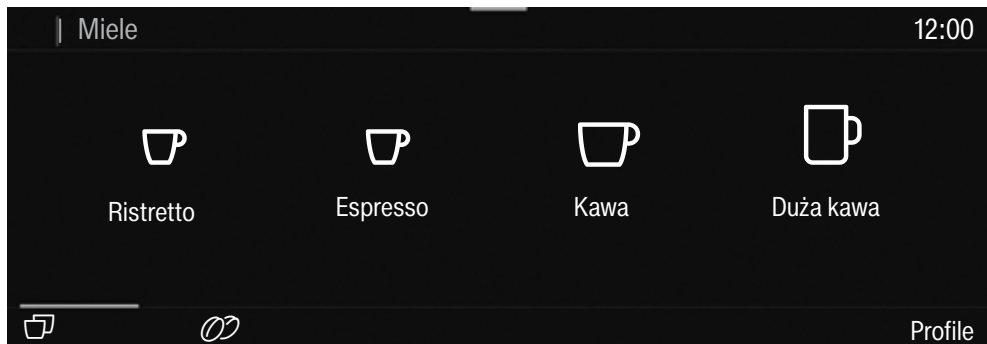 | Miele
12:00
Ristretto
Espresso
Kawa
Duża kawa
Profile